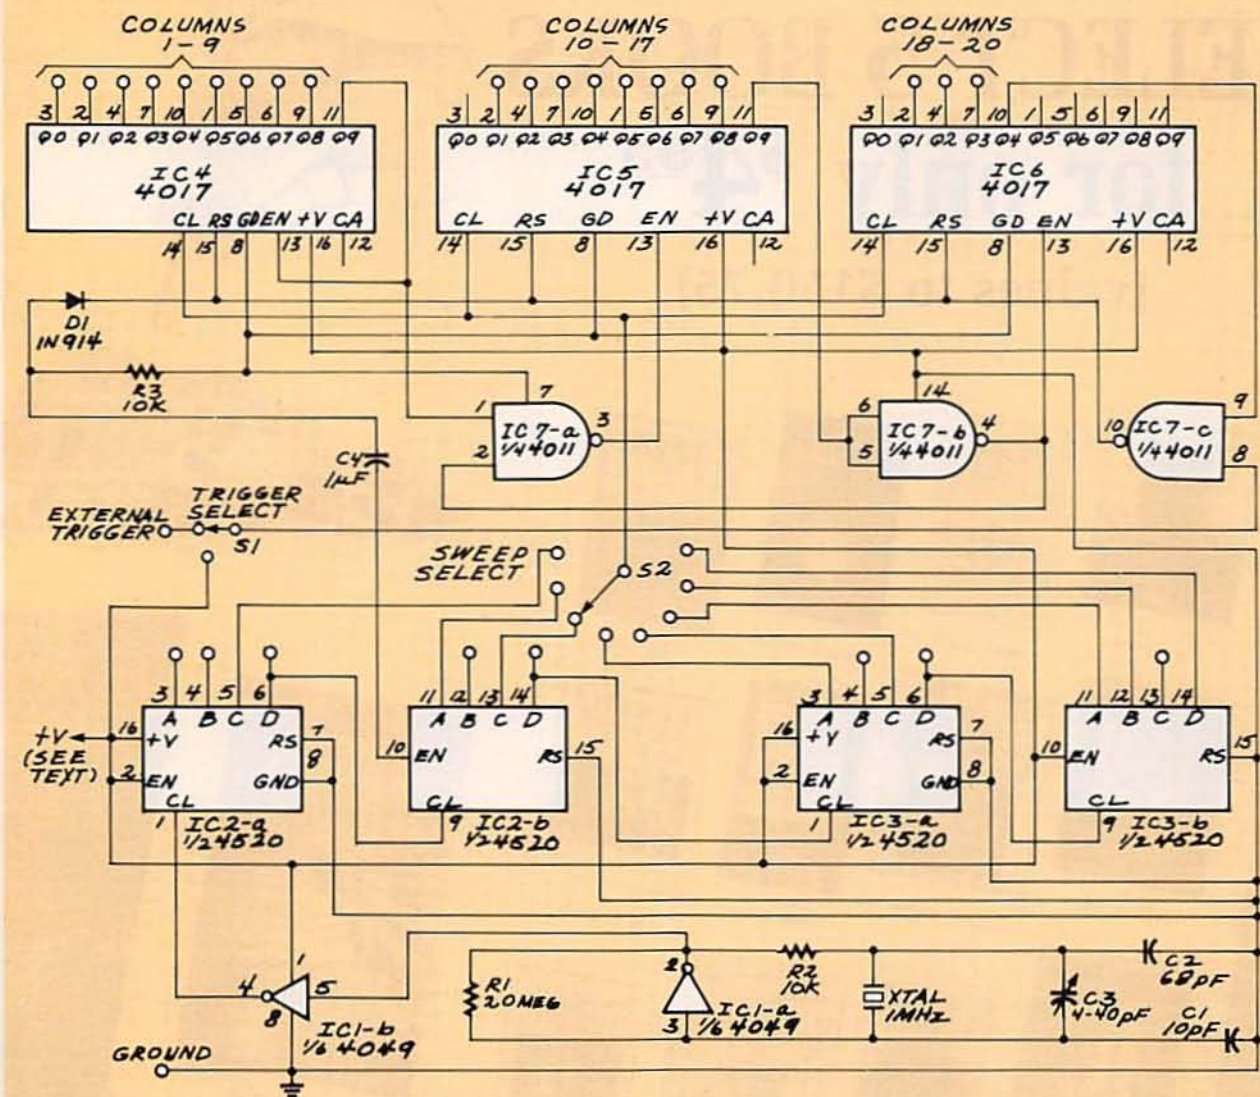 COLUMNS
1-9
COLUMNS
10-17
COLUMNS
18-20
3 2 4 7 10 1 5 6 9 11
3 2 4 7 10 1 5 6 9 11
3 2 4 7 10 1 5 6 9 11
Q0 Q1 Q2 Q3 Q4 Q5 Q6 Q7 Q8 Q9
Q0 Q1 Q2 Q3 Q4 Q5 Q6 Q7 Q8 Q9
Q0 Q1 Q2 Q3 Q4 Q5 Q6 Q7 Q8 Q9
IC4
4017
IC5
4017
IC6
4017
CL RS GD EN +V CA
CL RS GD EN +V CA
CL RS GD EN +V CA
14 15 8 13 16 12
14 15 8 13 16 12
14 15 8 13 16 12
D1
1N914
R3
10K
7
1
2
IC7-a
1/4 4011
3
14
6
5
IC7-b
1/4 4011
4
10
IC7-c
1/4 4011
9
8
C4
1µF
TRIGGER
SELECT
EXTERNAL
TRIGGER
S1
SWEEP
SELECT
S2
3 4 5 6
A B C D
16 +V
RS 7
2 EN
GND 8
CL
1
IC2-a
1/2 4520
+V
(SEE
TEXT)
11 12 13 14
A B C D
10 EN
RS 15
CL
9
IC2-b
1/2 4520
3 4 5 6
A B C D
16 +V
RS 7
2 EN
GND 8
CL
1
IC3-a
1/2 4520
11 12 13 14
A B C D
10 EN
RS 15
CL
9
IC3-b
1/2 4520
1
4
5
8
IC1-b
1/6 4049
R1
20MEG
2
3
IC1-a
1/6 4049
R2
10K
XTAL
1MHz
C3
4-40pF
C2
68pF
C1
10pF
GROUND